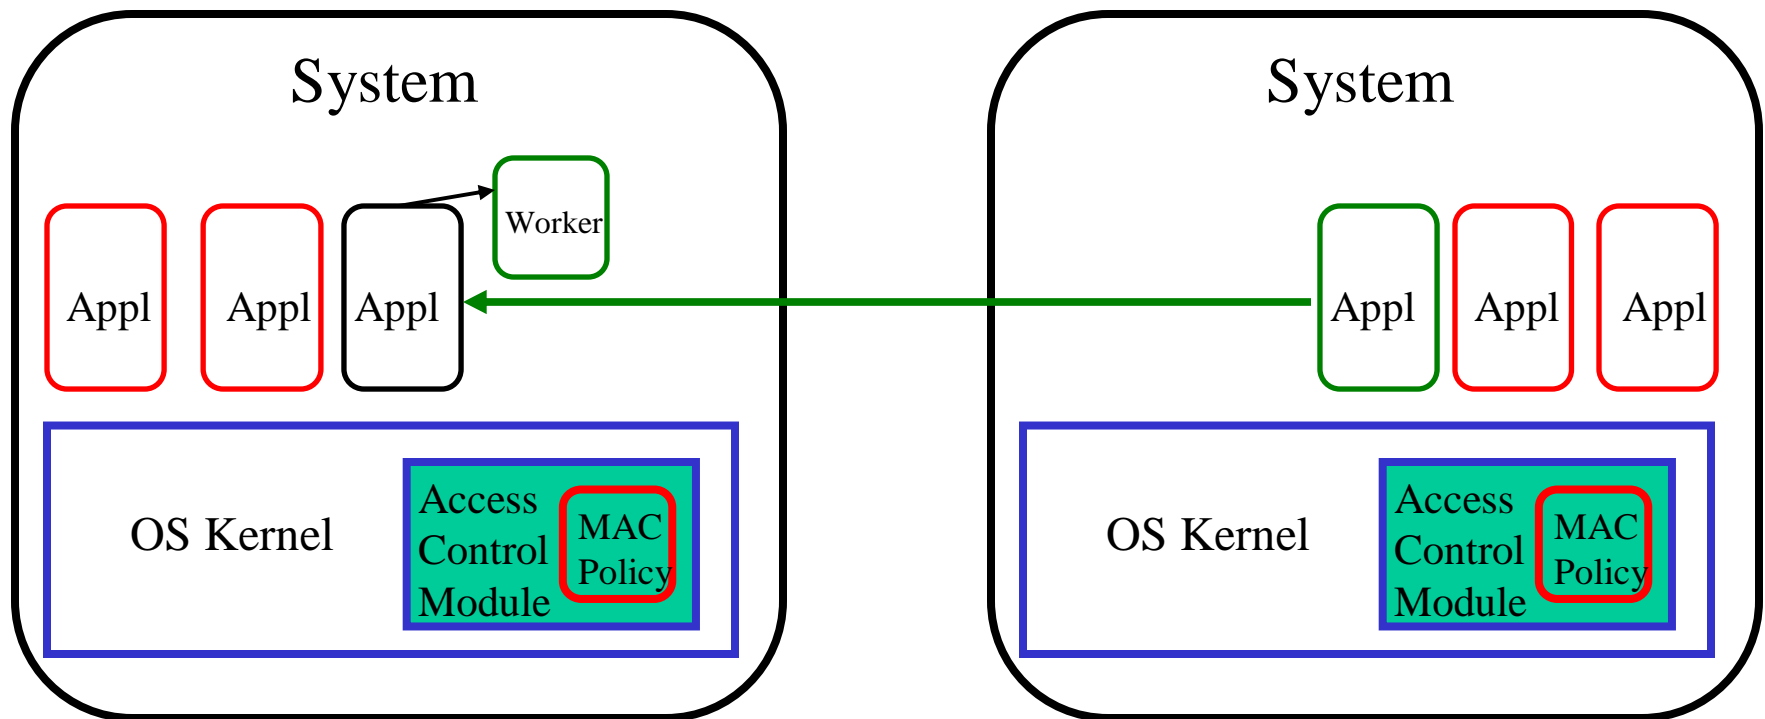 System
Worker
Appl
Appl
Appl
OS Kernel
Access
Control
Module
MAC
Policy
System
Appl
Appl
Appl
OS Kernel
Access
Control
Module
MAC
Policy